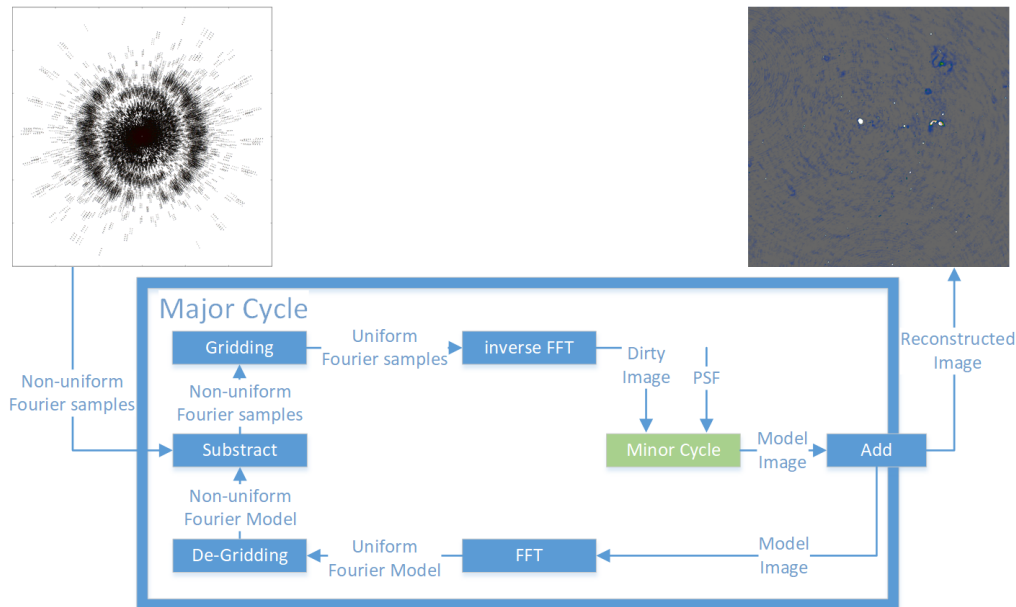 Major Cycle
Gridding
Uniform
Fourier samples
inverse FFT
Dirty
Image
PSF
Reconstructed
Image
Non-uniform
Fourier samples
Non-uniform
Fourier samples
Substract
Minor Cycle
Model
Image
Add
Non-uniform
Fourier Model
De-Gridding
Uniform
Fourier Model
FFT
Model
Image